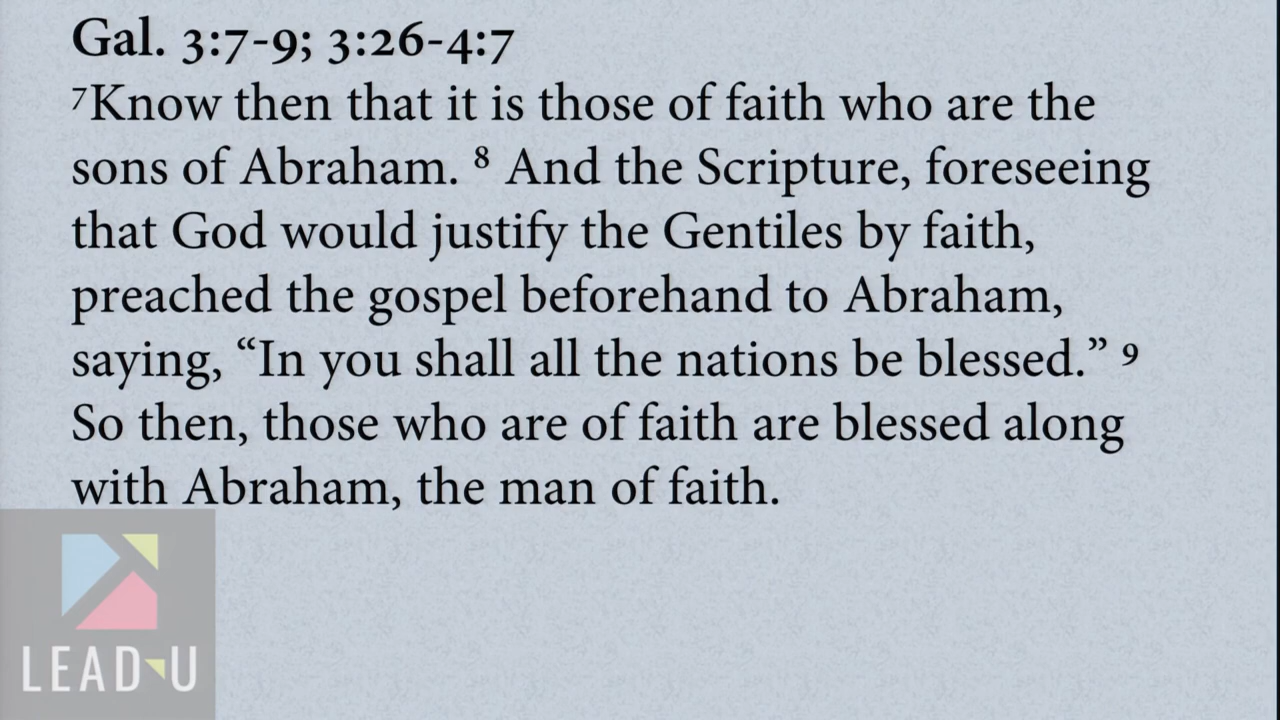 Gal. 3:7-9; 3:26-4:7
⁷Know then that it is those of faith who are the
sons of Abraham. ⁸ And the Scripture, foreseeing
that God would justify the Gentiles by faith,
preached the gospel beforehand to Abraham,
saying, “In you shall all the nations be blessed.” ⁹
So then, those who are of faith are blessed along
with Abraham, the man of faith.
LEAD U